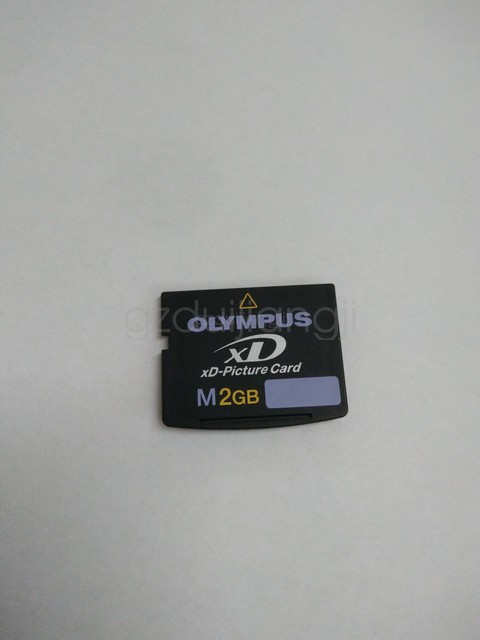 OLYMPUS
xD
xD-Picture Card
M 2GB